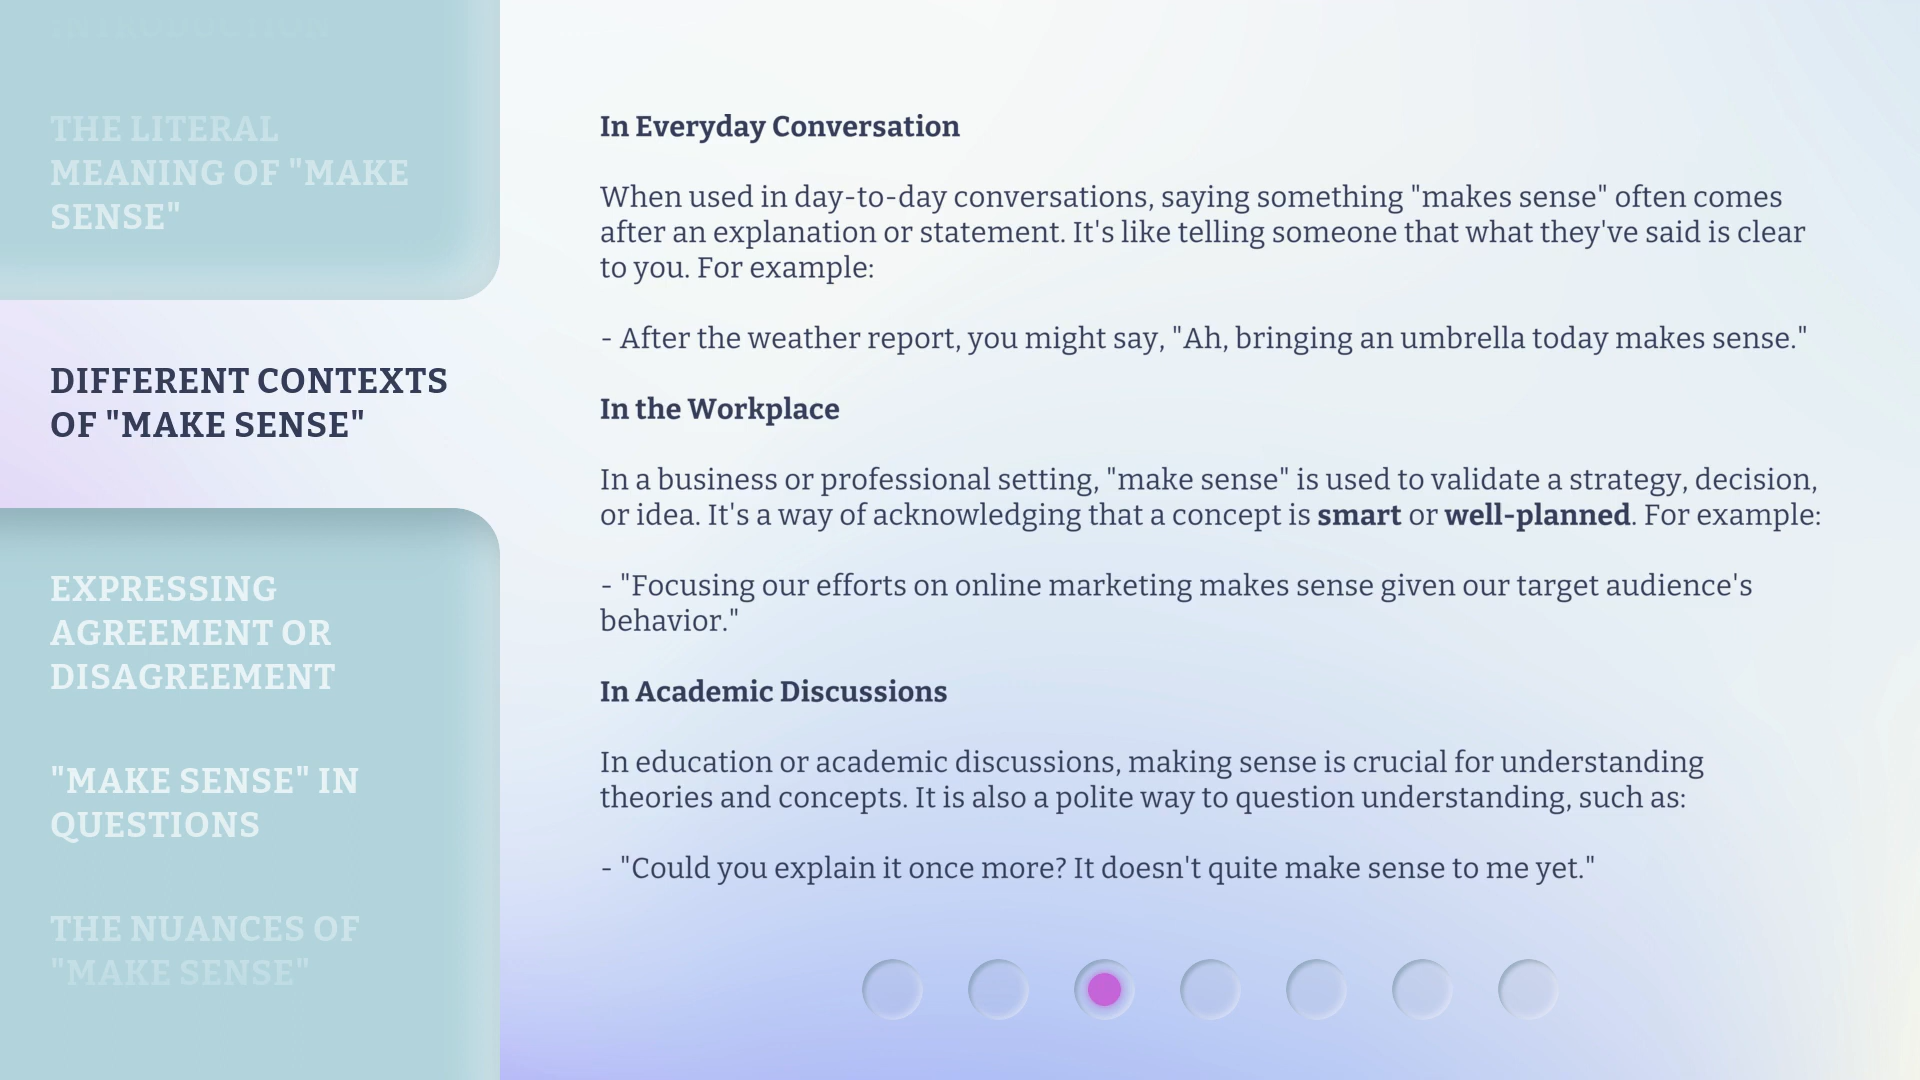 INTRODUCTION
THE LITERAL
MEANING OF "MAKE
SENSE"
DIFFERENT CONTEXTS
OF "MAKE SENSE"
EXPRESSING
AGREEMENT OR
DISAGREEMENT
"MAKE SENSE" IN
QUESTIONS
THE NUANCES OF
"MAKE SENSE"
In Everyday Conversation
When used in day-to-day conversations, saying something "makes sense" often comes
after an explanation or statement. It's like telling someone that what they've said is clear
to you. For example:
- After the weather report, you might say, "Ah, bringing an umbrella today makes sense."
In the Workplace
In a business or professional setting, "make sense" is used to validate a strategy, decision,
or idea. It's a way of acknowledging that a concept is smart or well-planned. For example:
- "Focusing our efforts on online marketing makes sense given our target audience's
behavior."
In Academic Discussions
In education or academic discussions, making sense is crucial for understanding
theories and concepts. It is also a polite way to question understanding, such as:
- "Could you explain it once more? It doesn't quite make sense to me yet."